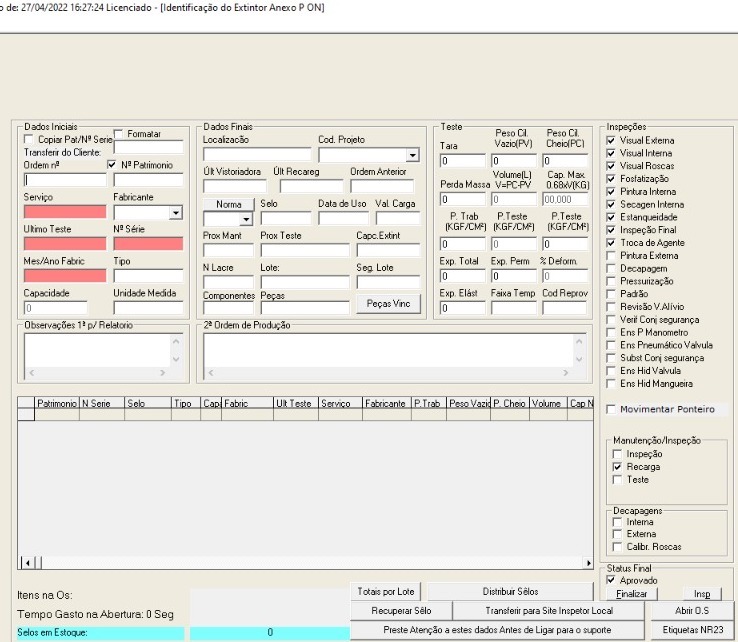 o de: 27/04/2022 16:27:24 Licenciado - [Identificação do Extintor Anexo P ON]
Dados Iniciais
Copiar Pat/Nº Serie Formatar
Transferir do Cliente:
Ordem nº Nº Patrimonio
Serviço Fabricante
Ultimo Teste Nº Série
Mes/Ano Fabric Tipo
Capacidade Unidade Medida
0
Observações 1ª p/ Relatorio
Dados Finais
Localização Cod. Projeto
Últ Vistoriadora Últ Recareg Ordem Anterior
Norma Selo Data de Uso Val. Carga
Prox Mant Prox Teste Capc.Extint
N Lacre Lote: Seg. Lote
Componentes Peças
Peças Vinc
2ª Ordem de Produção
Teste
Tara Peso Cil. Vazio(PV) Peso Cil. Cheio(PC)
0 0 0
Perda Massa Volume(L) V=PC-PV Cap. Max. 0.68xV(KG)
0 0 00,000
P. Trab (KGF/CM²) P.Teste (KGF/CM²) P.Teste (KGF/CM²)
0 0 0
Exp. Total Exp. Perm % Deform.
0 0 0
Exp. Elást Faixa Temp Cod Reprov
0
Inspeções
Visual Externa
Visual Interna
Visual Roscas
Fosfatização
Pintura Interna
Secagen Interna
Estanqueidade
Inspeção Final
Troca de Agente
Pintura Externa
Decapagem
Pressurização
Padrão
Revisão V.Alívio
Verif Conj segurança
Ens P Manometro
Ens Pneumático Valvula
Subst Conj segurança
Ens Hid Valvula
Ens Hid Mangueira
Movimentar Ponteiro
Manutenção/Inspeção
Inspeção
Recarga
Teste
Decapagens
Interna
Externa
Calibr. Roscas
Status Final
Aprovado
Finalizar Insp
Patrimonio N Serie Selo Tipo Capa Fabric Ult Teste Serviço Fabricante P.Trab Peso Vazio P. Cheio Volume Cap N
Itens na Os:
Tempo Gasto na Abertura: 0 Seg
Selos em Estoque: 0
Totais por Lote Distribuir Sêlos
Recuperar Sêlo Transferir para Site Inspetor Local Abrir O.S
Preste Atenção a estes dados Antes de Ligar para o suporte Etiquetas NR23